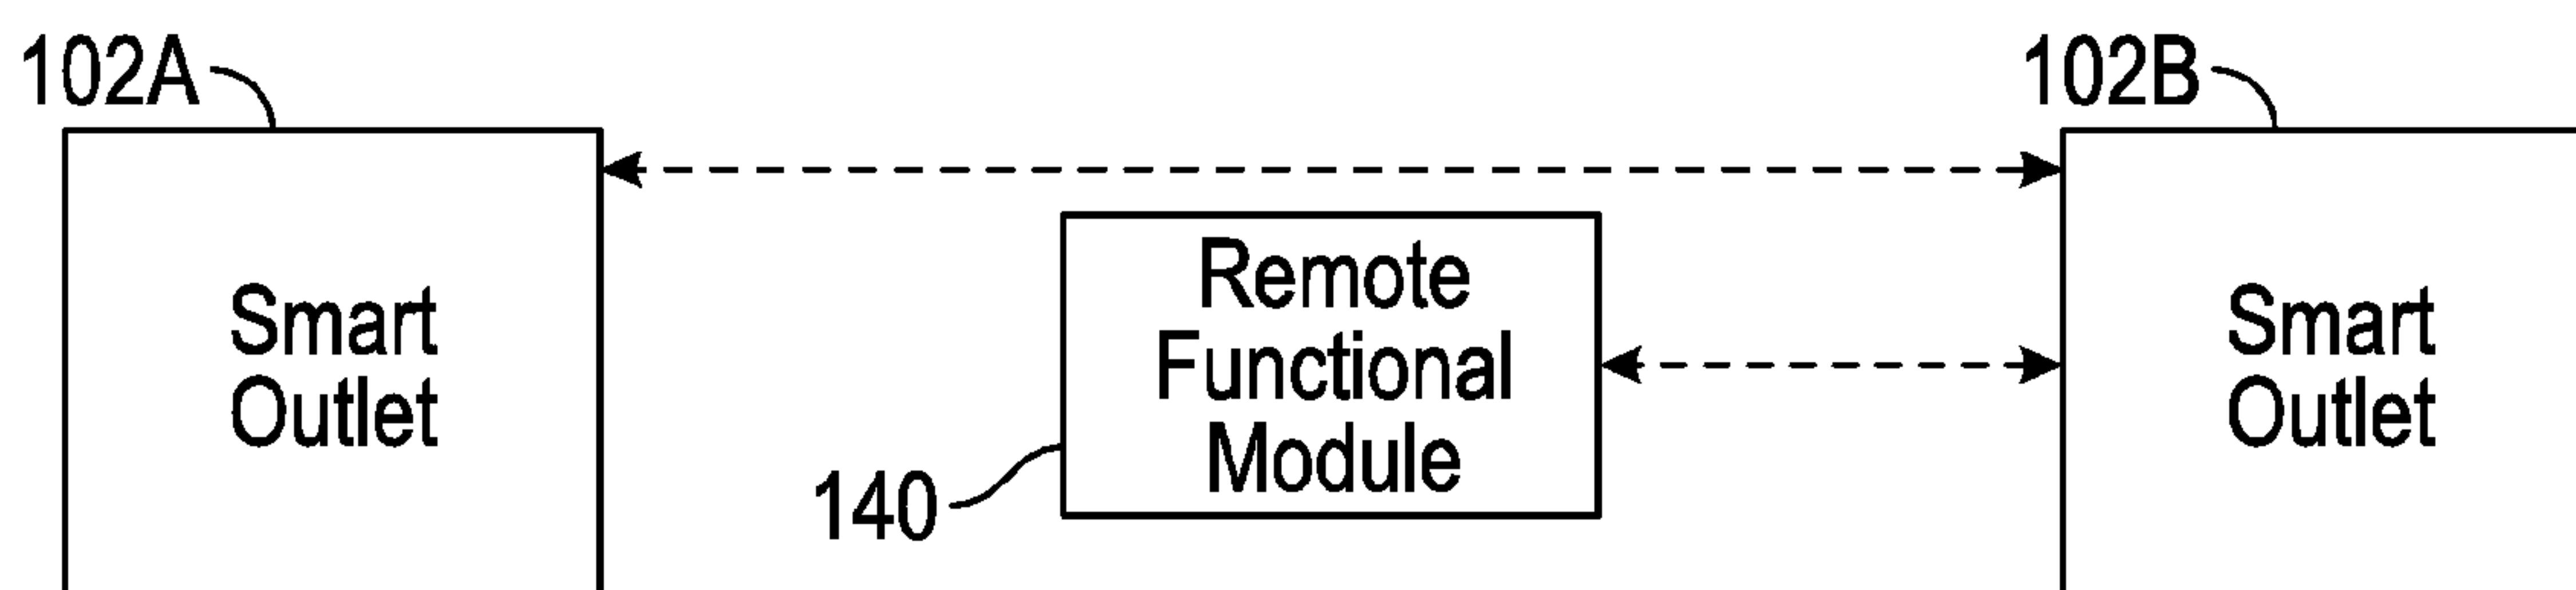 102A
102B
Smart
Outlet
Remote
Functional
Module
140
Smart
Outlet